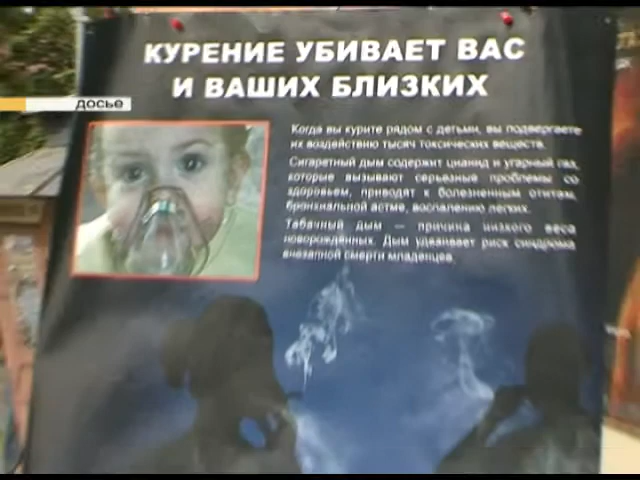 КУРЕНИЕ УБИВАЕТ ВАС
И ВАШИХ БЛИЗКИХ
досье
Когда вы курите рядом с детьми, вы подвергаете
их воздействию тысяч токсических веществ.
Сигаретный дым содержит цианид и угарный газ,
которые вызывают серьезные проблемы со
здоровьем, приводят к болезненным отитам,
бронхиальной астме, воспалению легких.
Табачный дым — причина низкого веса
новорождённых. Дым удваивает риск синдрома
внезапной смерти младенцев.